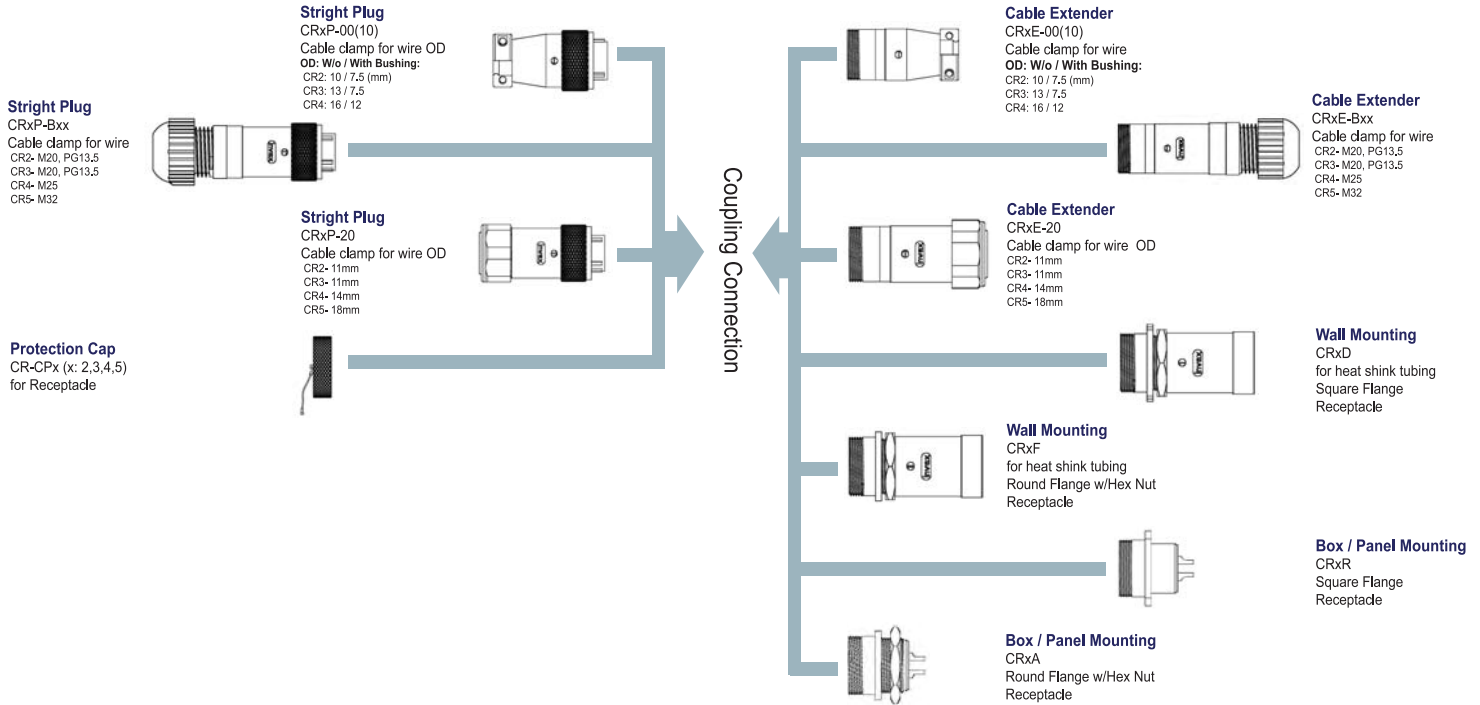 Stright Plug
CRxP-00(10)
Cable clamp for wire OD
OD: W/o / With Bushing:
CR2: 10 / 7.5 (mm)
CR3: 13 / 7.5
CR4: 16 / 12
Stright Plug
CRxP-Bxx
Cable clamp for wire
CR2- M20, PG13.5
CR3- M20, PG13.5
CR4- M25
CR5- M32
Stright Plug
CRxP-20
Cable clamp for wire OD
CR2- 11mm
CR3- 11mm
CR4- 14mm
CR5- 18mm
Protection Cap
CR-CPx (x: 2,3,4,5)
for Receptacle
Coupling Connection
Cable Extender
CRxE-00(10)
Cable clamp for wire
OD: W/o / With Bushing:
CR2: 10 / 7.5 (mm)
CR3: 13 / 7.5
CR4: 16 / 12
Cable Extender
CRxE-Bxx
Cable clamp for wire
CR2- M20, PG13.5
CR3- M20, PG13.5
CR4- M25
CR5- M32
Cable Extender
CRxE-20
Cable clamp for wire OD
CR2- 11mm
CR3- 11mm
CR4- 14mm
CR5- 18mm
Wall Mounting
CRxD
for heat shink tubing
Square Flange
Receptacle
Wall Mounting
CRxF
for heat shink tubing
Round Flange w/Hex Nut
Receptacle
Box / Panel Mounting
CRxR
Square Flange
Receptacle
Box / Panel Mounting
CRxA
Round Flange w/Hex Nut
Receptacle